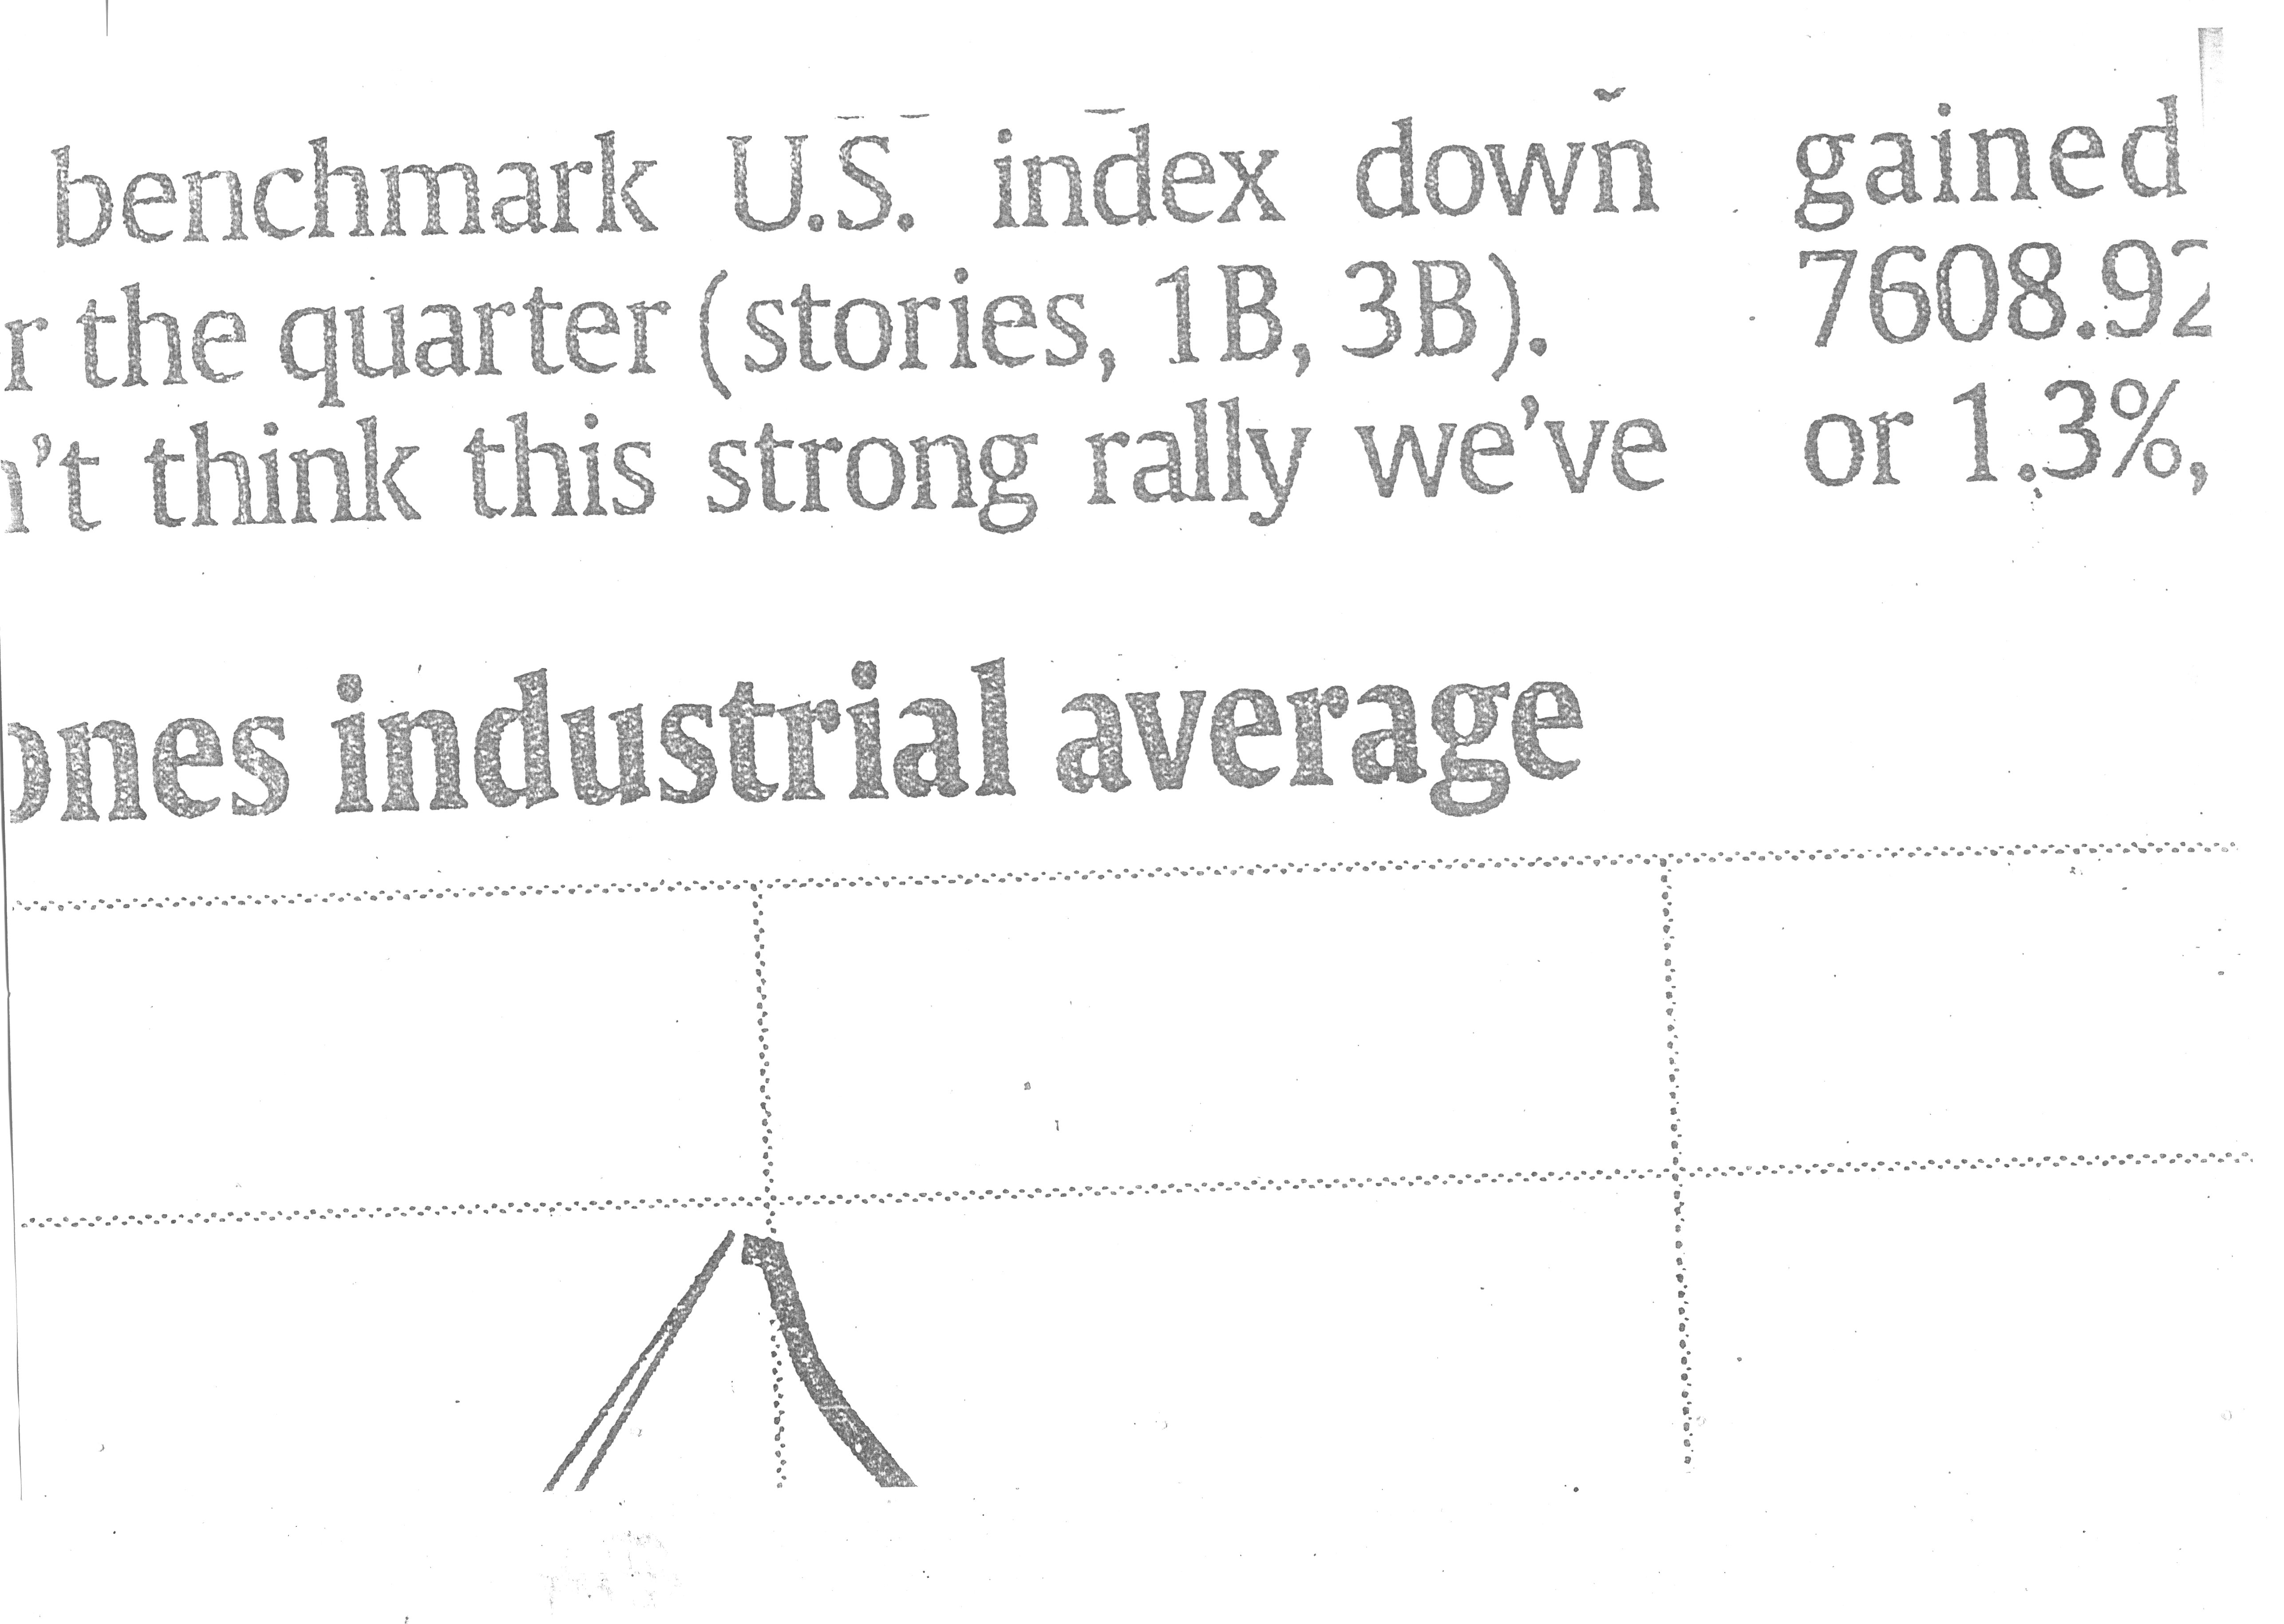 benchmark U.S. index down
the quarter (stories, 1B, 3B).
think this strong rally we've
gained
7608.92
or 1.3%,
industrial average